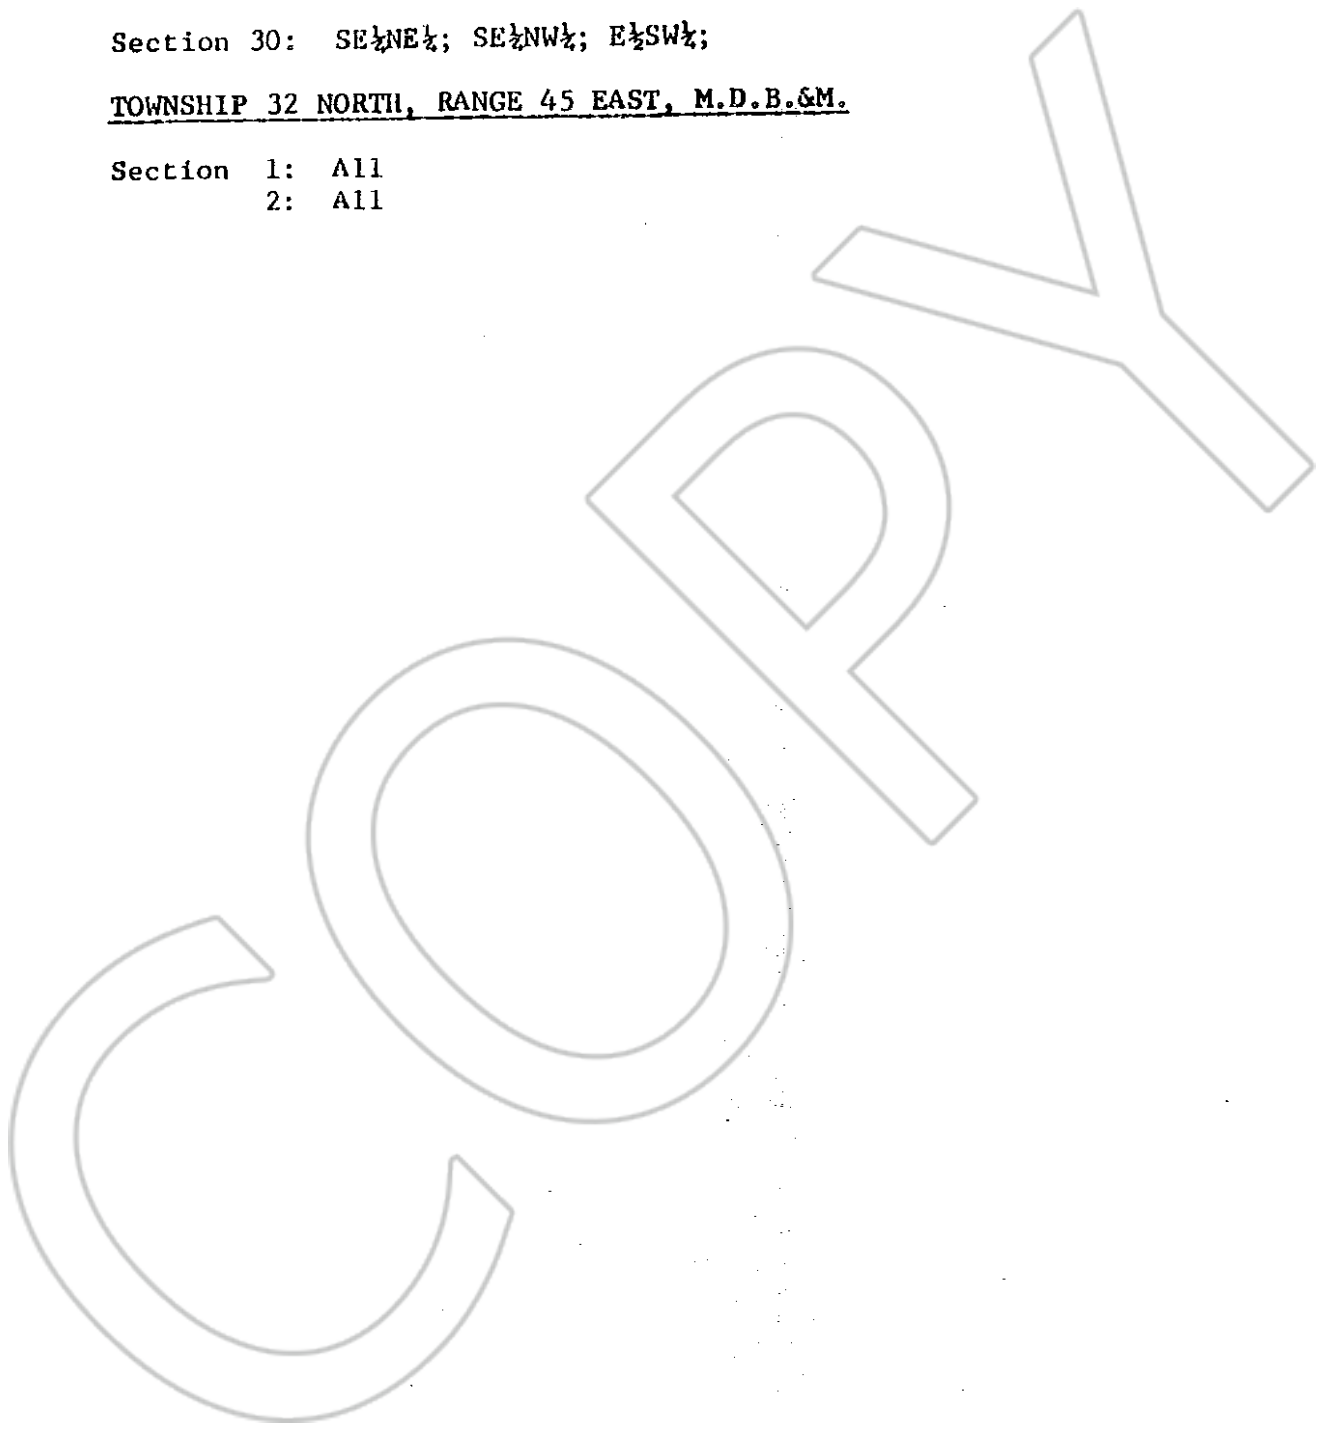 Section 30: SE¼NE¼; SE¼NW¼; E½SW¼;
TOWNSHIP 32 NORTH, RANGE 45 EAST, M.D.B.&M.
Section 1: All
2: All
COPY